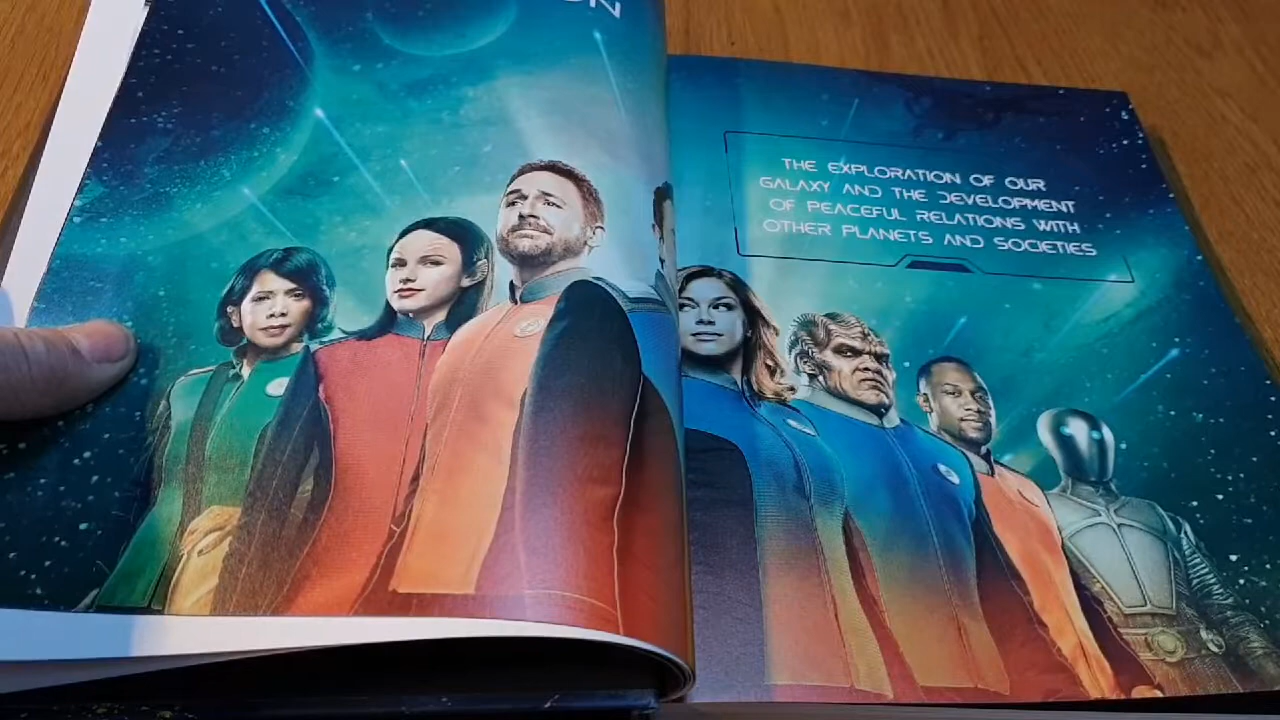 THE EXPLORATION OF OUR
GALAXY AND THE DEVELOPMENT
OF PEACEFUL RELATIONS WITH
OTHER PLANETS AND SOCIETIES